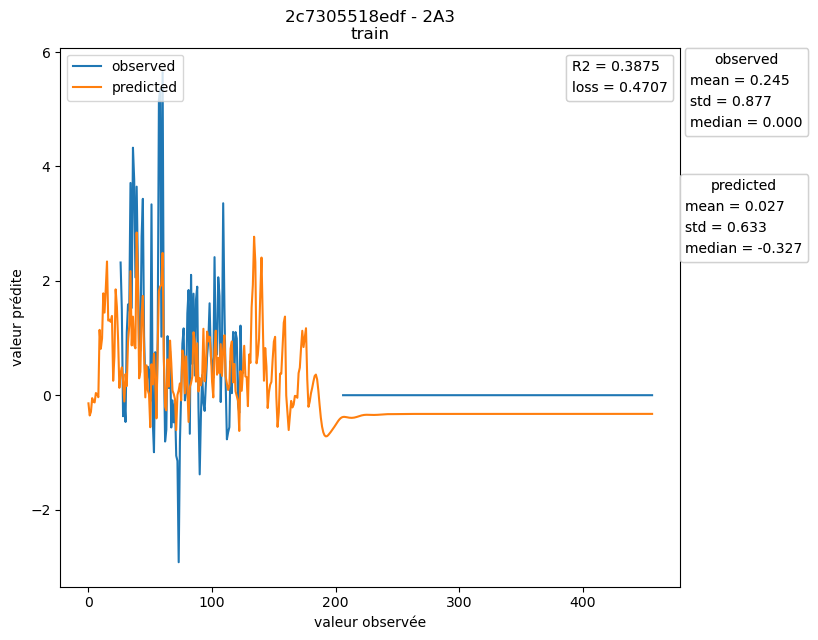 2c7305518edf - 2A3
train
observed
predicted
R2 = 0.3875
loss = 0.4707
observed
mean = 0.245
std = 0.877
median = 0.000
predicted
mean = 0.027
std = 0.633
median = -0.327
valeur prédite
6
4
2
0
−2
0
100
200
300
400
valeur observée